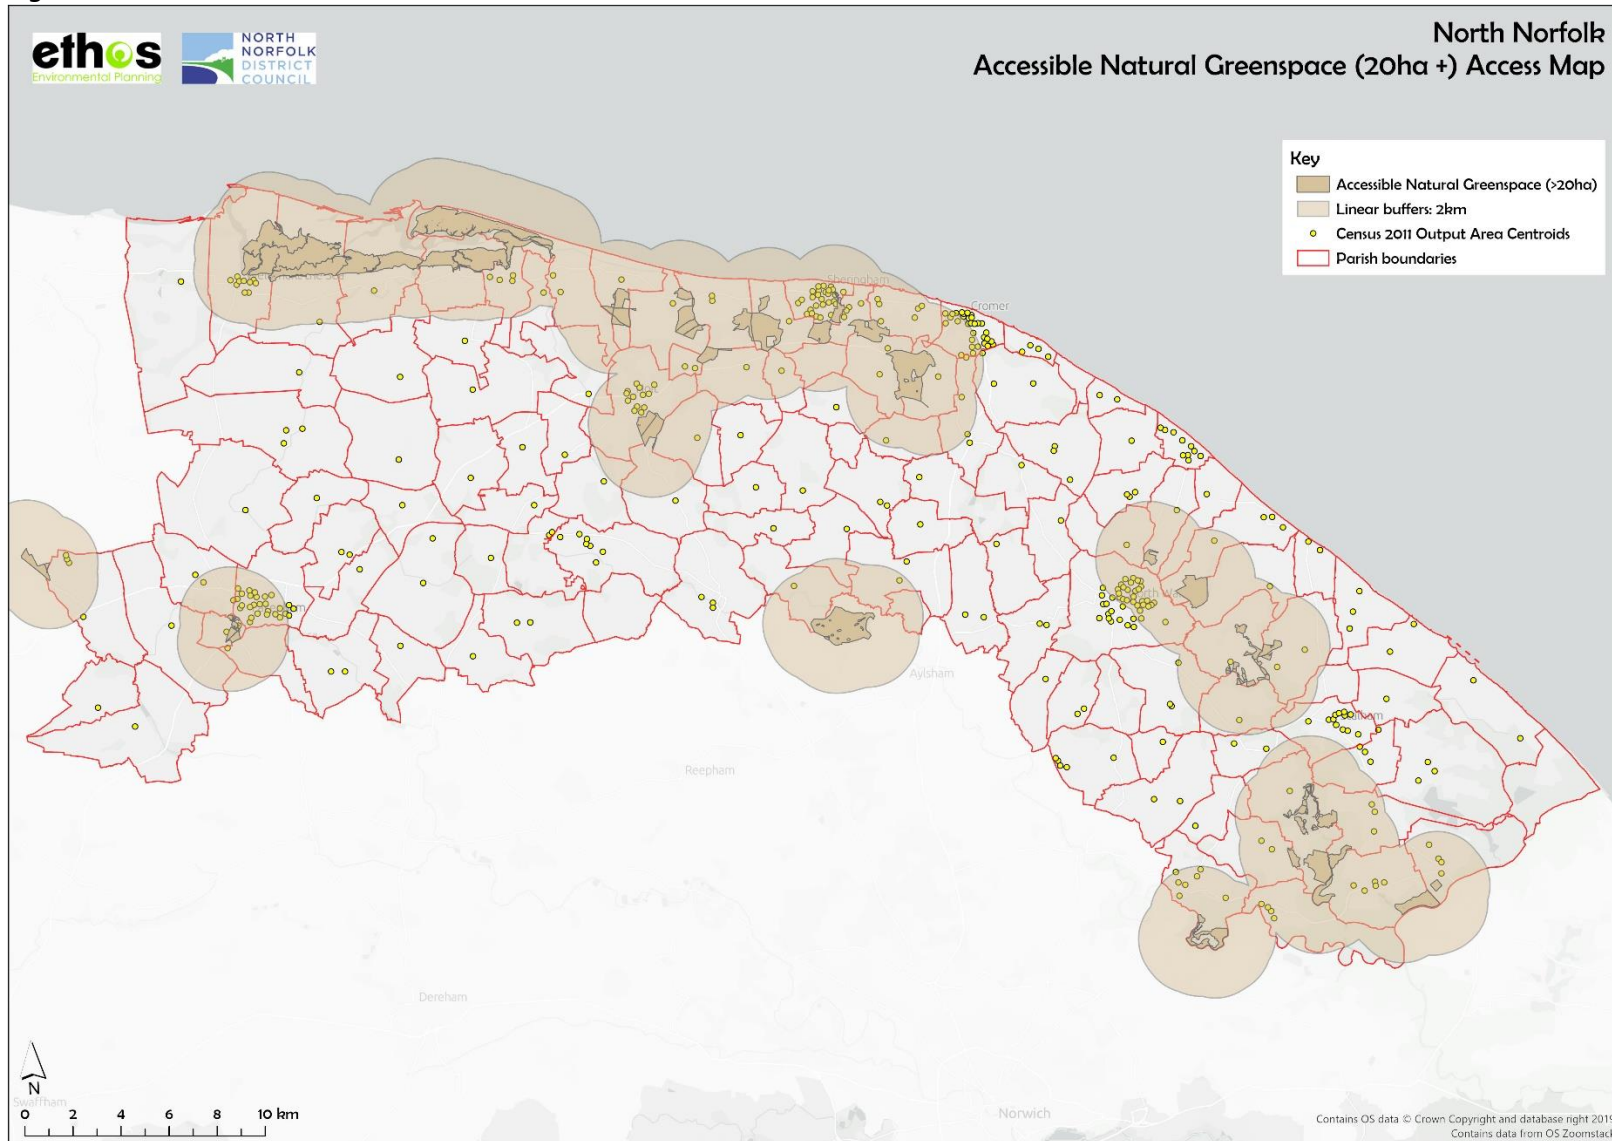 ethos
Environmental Planning
NORTH
NORFOLK
DISTRICT
COUNCIL
North Norfolk
Accessible Natural Greenspace (20ha +) Access Map
Key
Accessible Natural Greenspace (>20ha)
Linear buffers: 2km
Census 2011 Output Area Centroids
Parish boundaries
Sheringham
Cromer
Aylsham
Reepham
Dereham
Swaffham
Norwich
N
0 2 4 6 8 10 km
Contains OS data © Crown Copyright and database right 2019
Contains data from OS Zoomstack